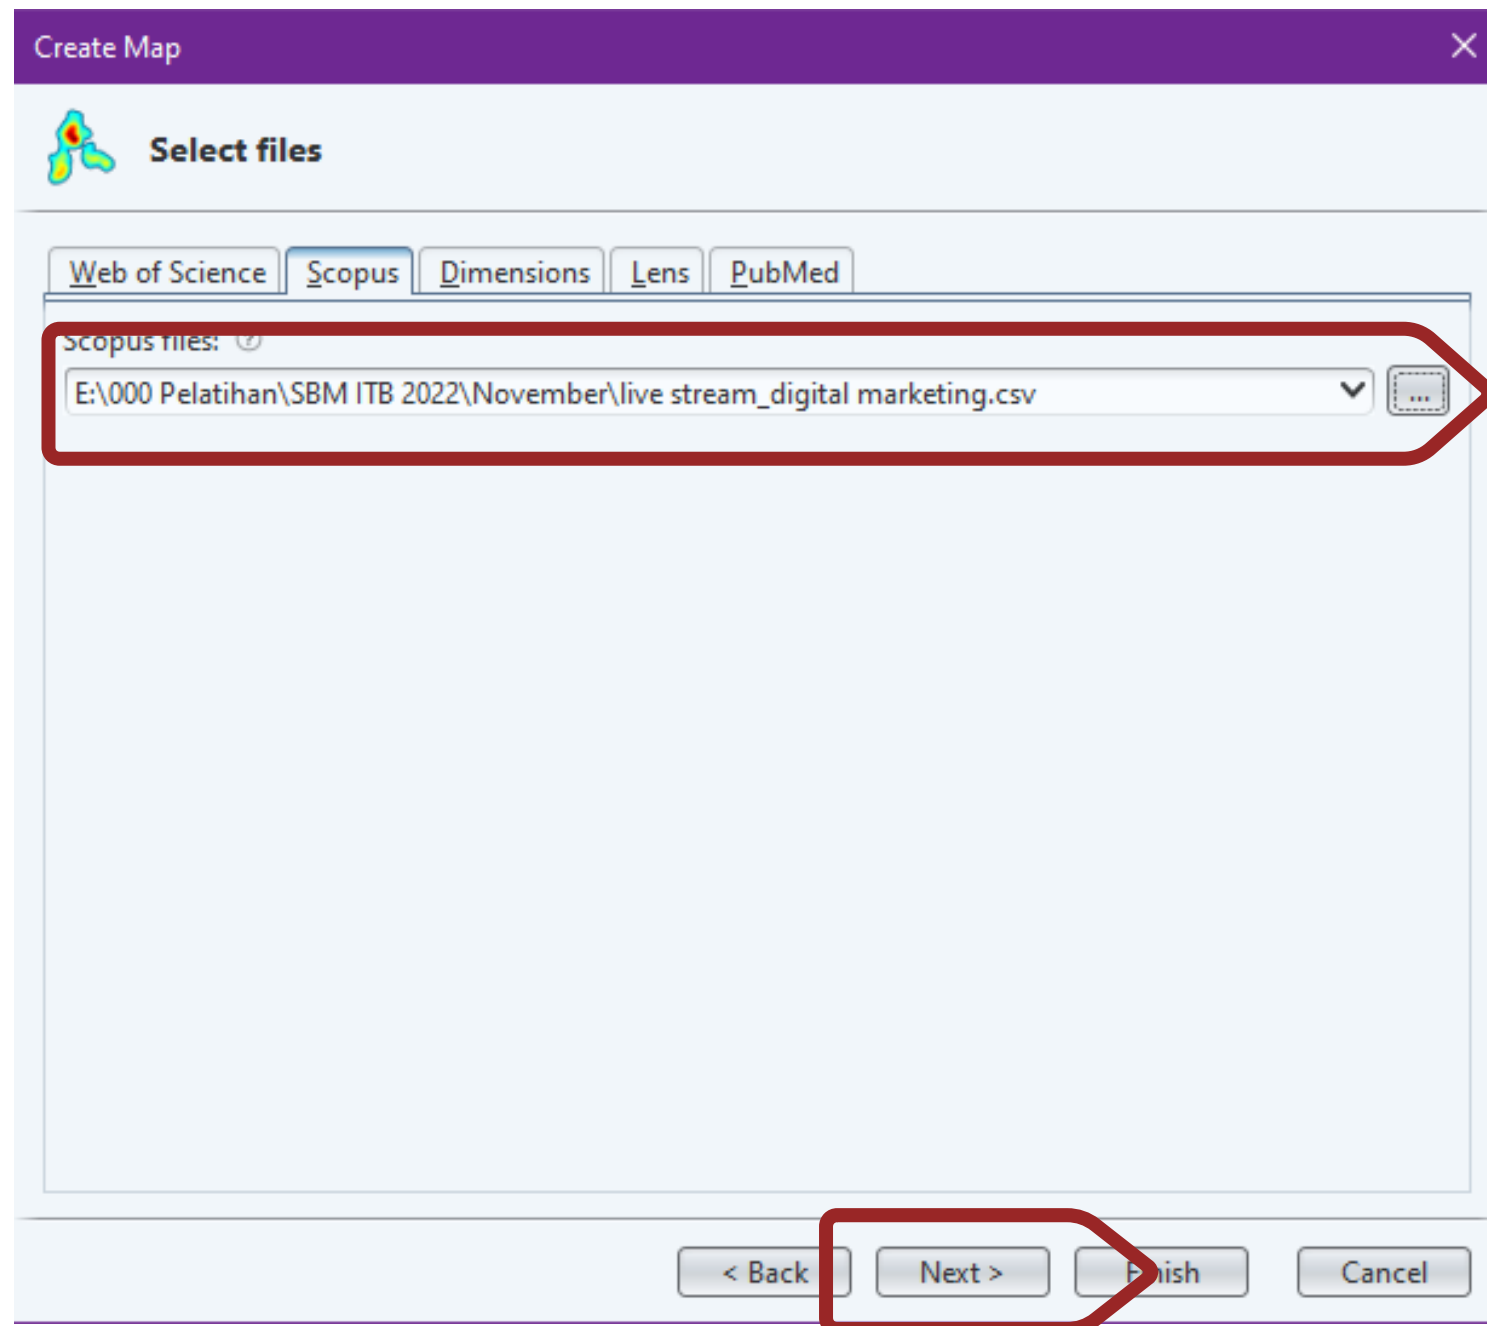 Create Map
Select files
Web of Science Scopus Dimensions Lens PubMed
Scopus files:
E:\000 Pelatihan\SBM ITB 2022\November\live stream_digital marketing.csv ...
< Back Next > Finish Cancel